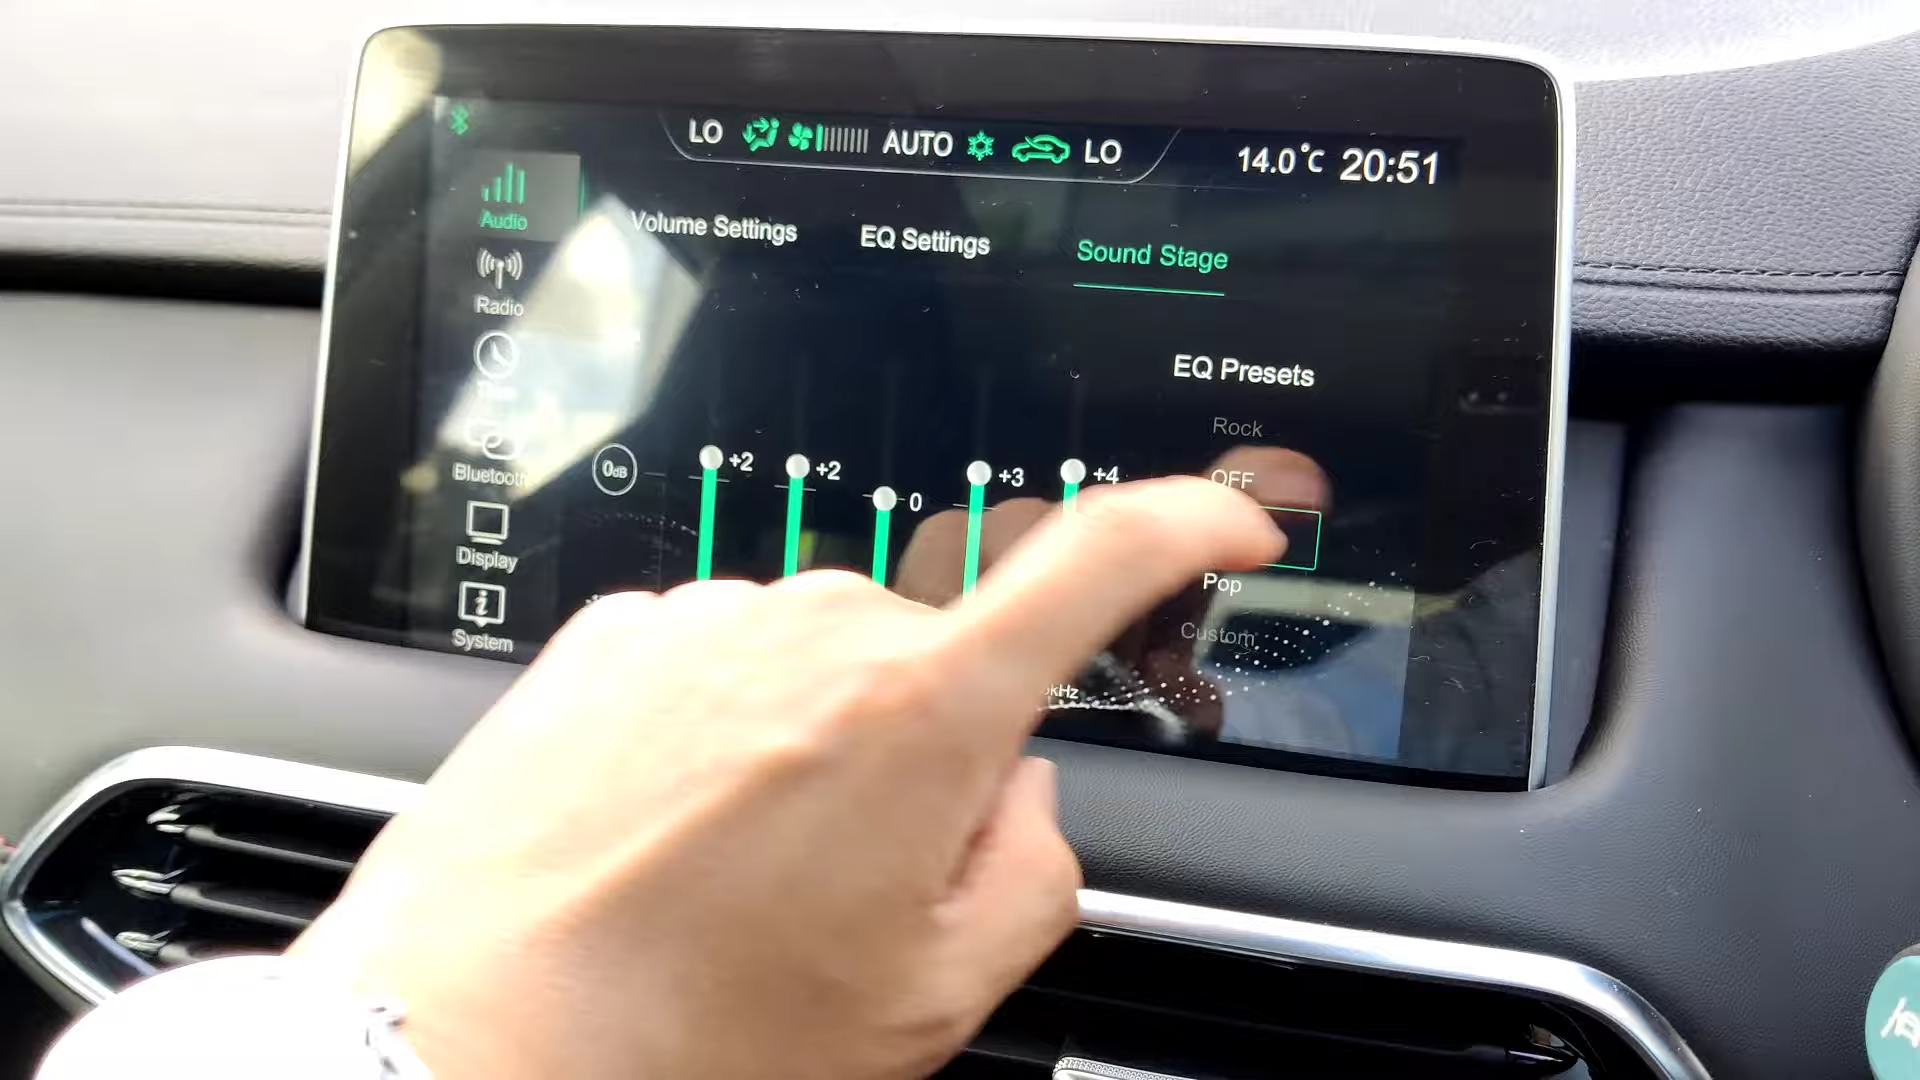 LO AUTO LO 14.0°C 20:51
Audio
Volume Settings EQ Settings Sound Stage
Radio
EQ Presets
Rock
0dB +2 +2 0 +3 +4 OFF
Bluetooth
Display
Pop
System
Custom
kHz